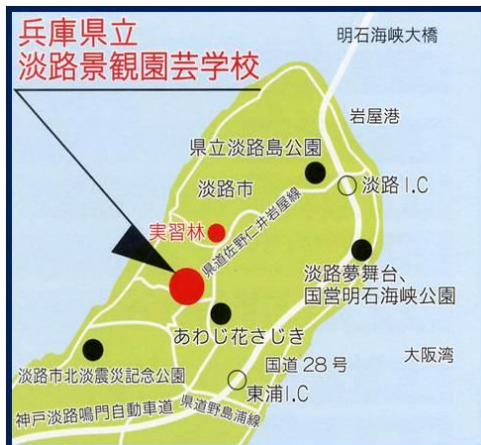 兵庫県立
淡路景観園芸学校
明石海峡大橋
岩屋港
県立淡路島公園
淡路市
淡路I.C
実習林
県道佐野仁井岩屋線
淡路夢舞台、
国営明石海峡公園
あわじ花さじき
大阪湾
国道28号
淡路市北淡震災記念公園
東浦I.C
神戸淡路鳴門自動車道
県道野島浦線